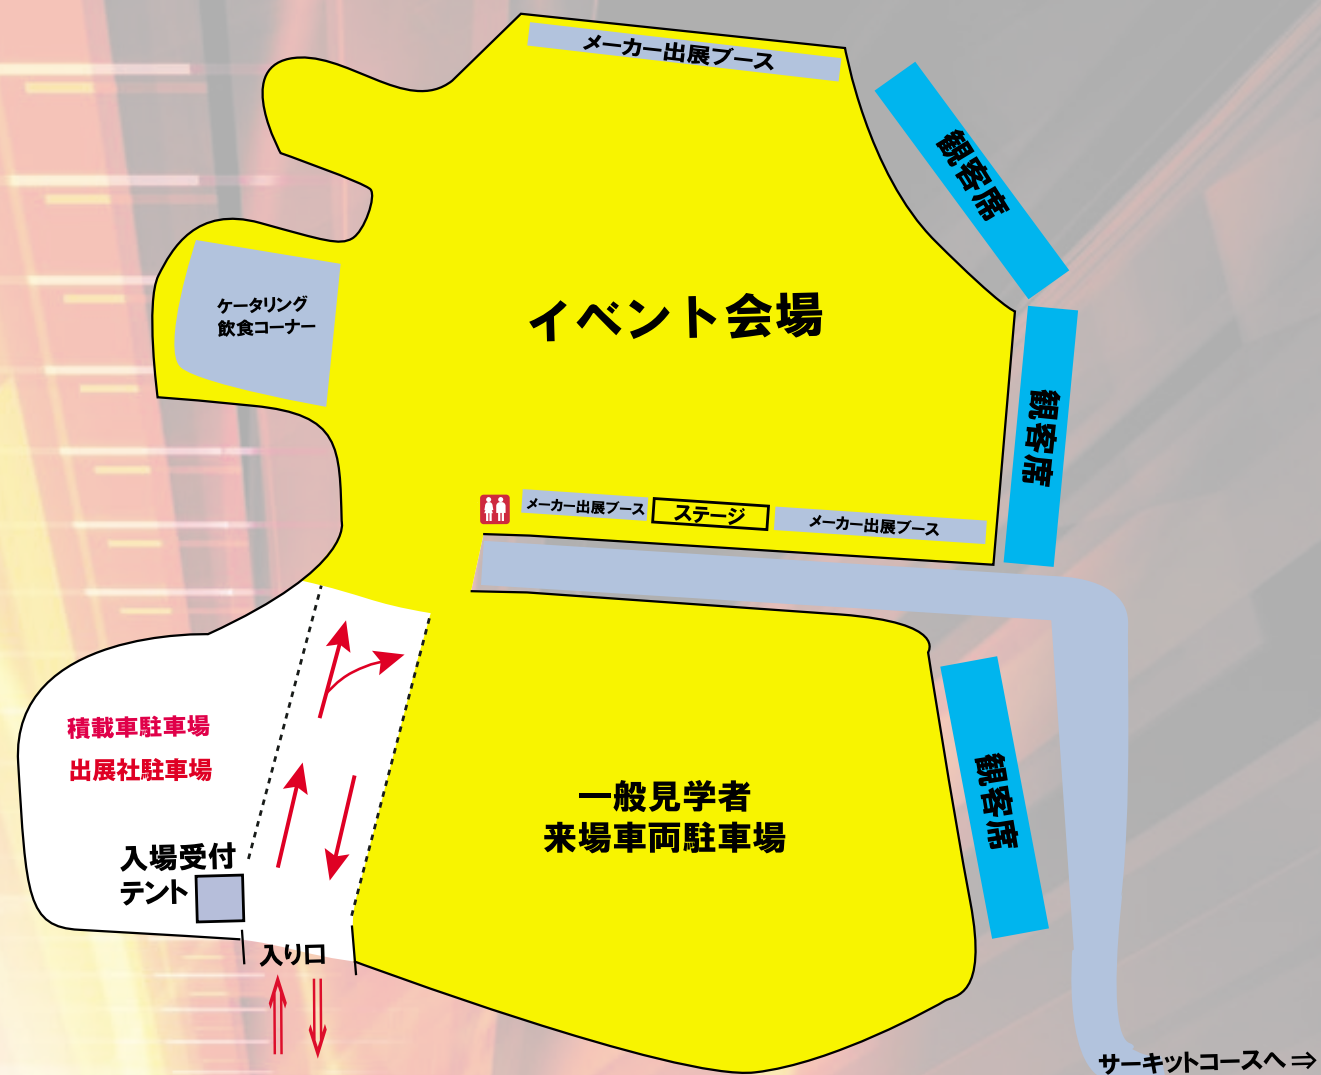 メーカー出展ブース
観客席
ケータリング
飲食コーナー
イベント会場
観客席
メーカー出展ブース
ステージ
メーカー出展ブース
積載車駐車場
出展社駐車場
一般見学者
来場車両駐車場
観客席
入場受付
テント
入り口
サーキットコースへ⇒